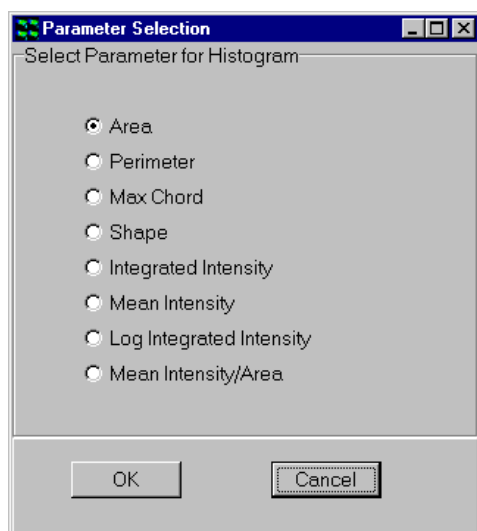 Parameter Selection
Select Parameter for Histogram
Area
Perimeter
Max Chord
Shape
Integrated Intensity
Mean Intensity
Log Integrated Intensity
Mean Intensity/Area
OK
Cancel